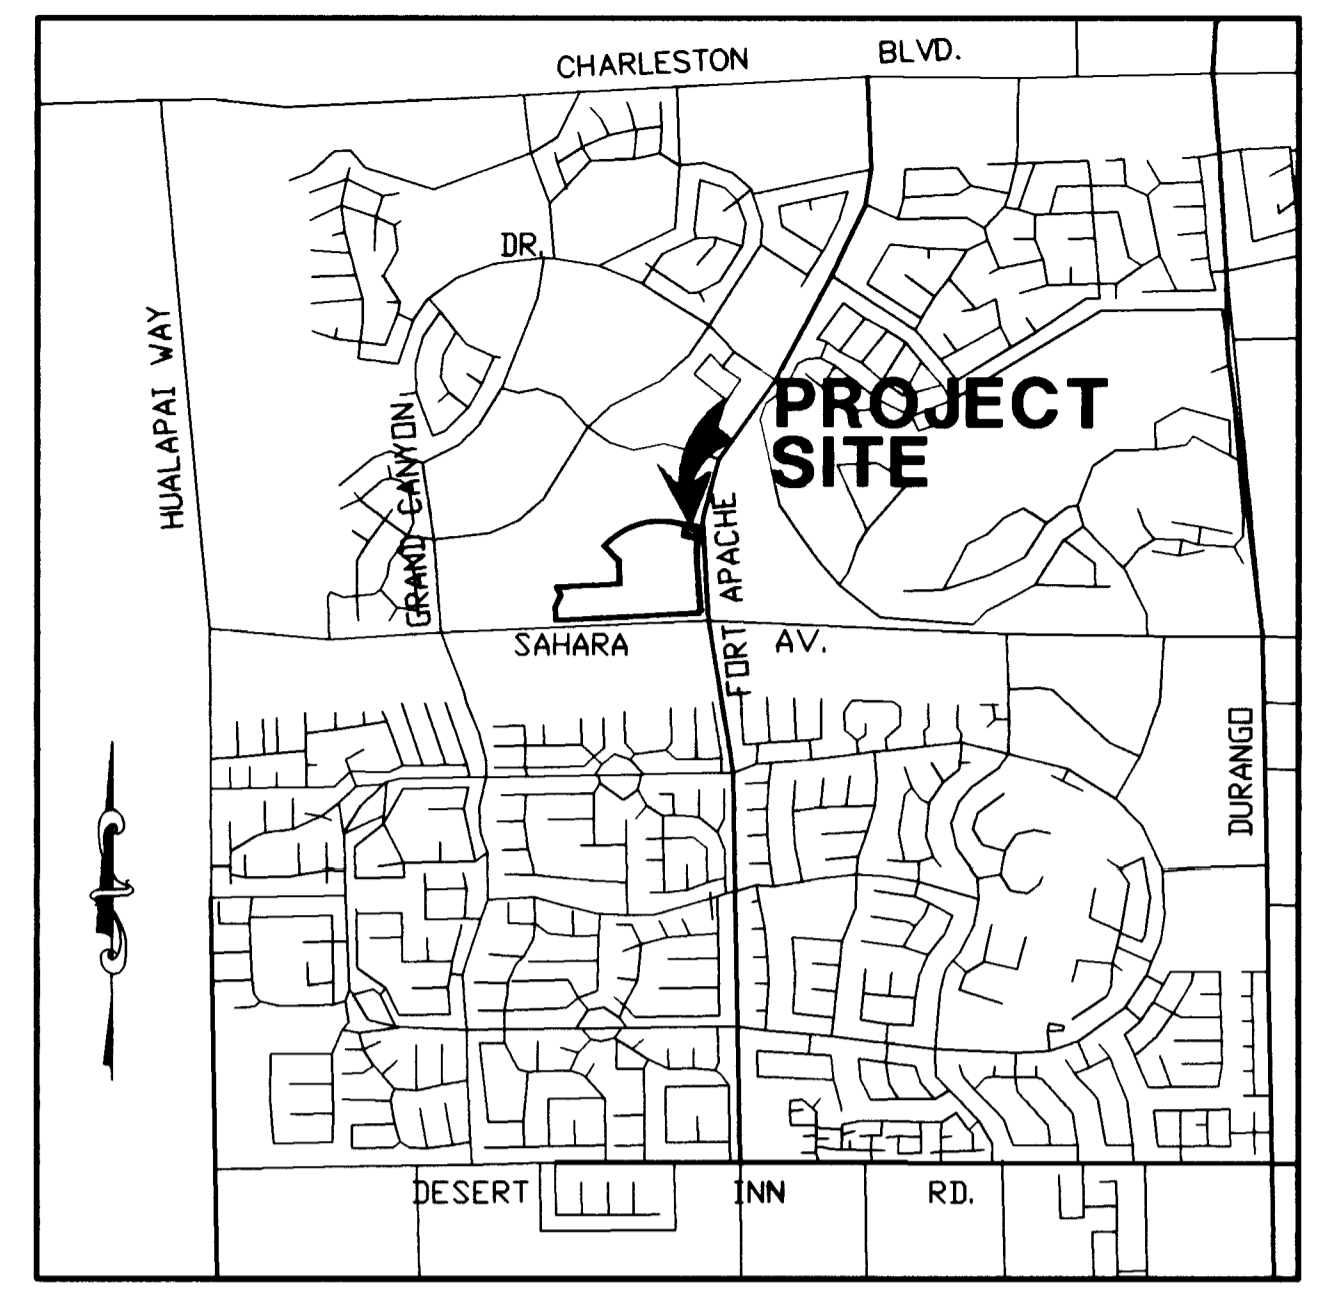 CHARLESTON BLVD.
DR.
HUALAPAI WAY
GRAND CANYON
PROJECT
SITE
FORT APACHE
SAHARA AV.
DURANGO
DESERT INN RD.